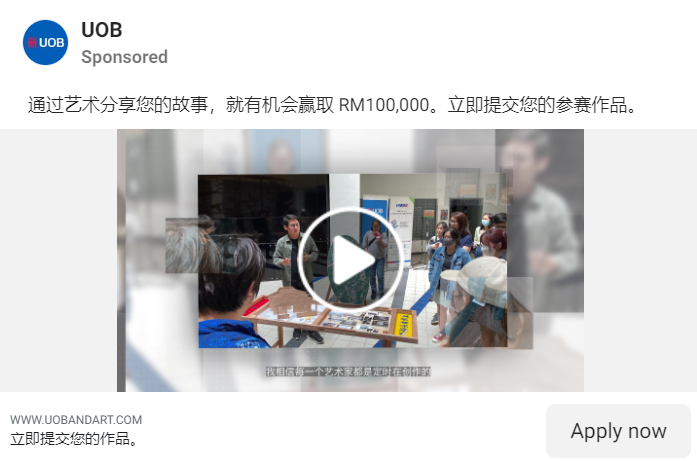 UOB
UOB
Sponsored
通过艺术分享您的故事，就有机会赢取 RM100,000。立即提交您的参赛作品。
UOB
我相信每一个艺术家都是定时在创作的
WWW.UOBANDART.COM
立即提交您的作品。
Apply now